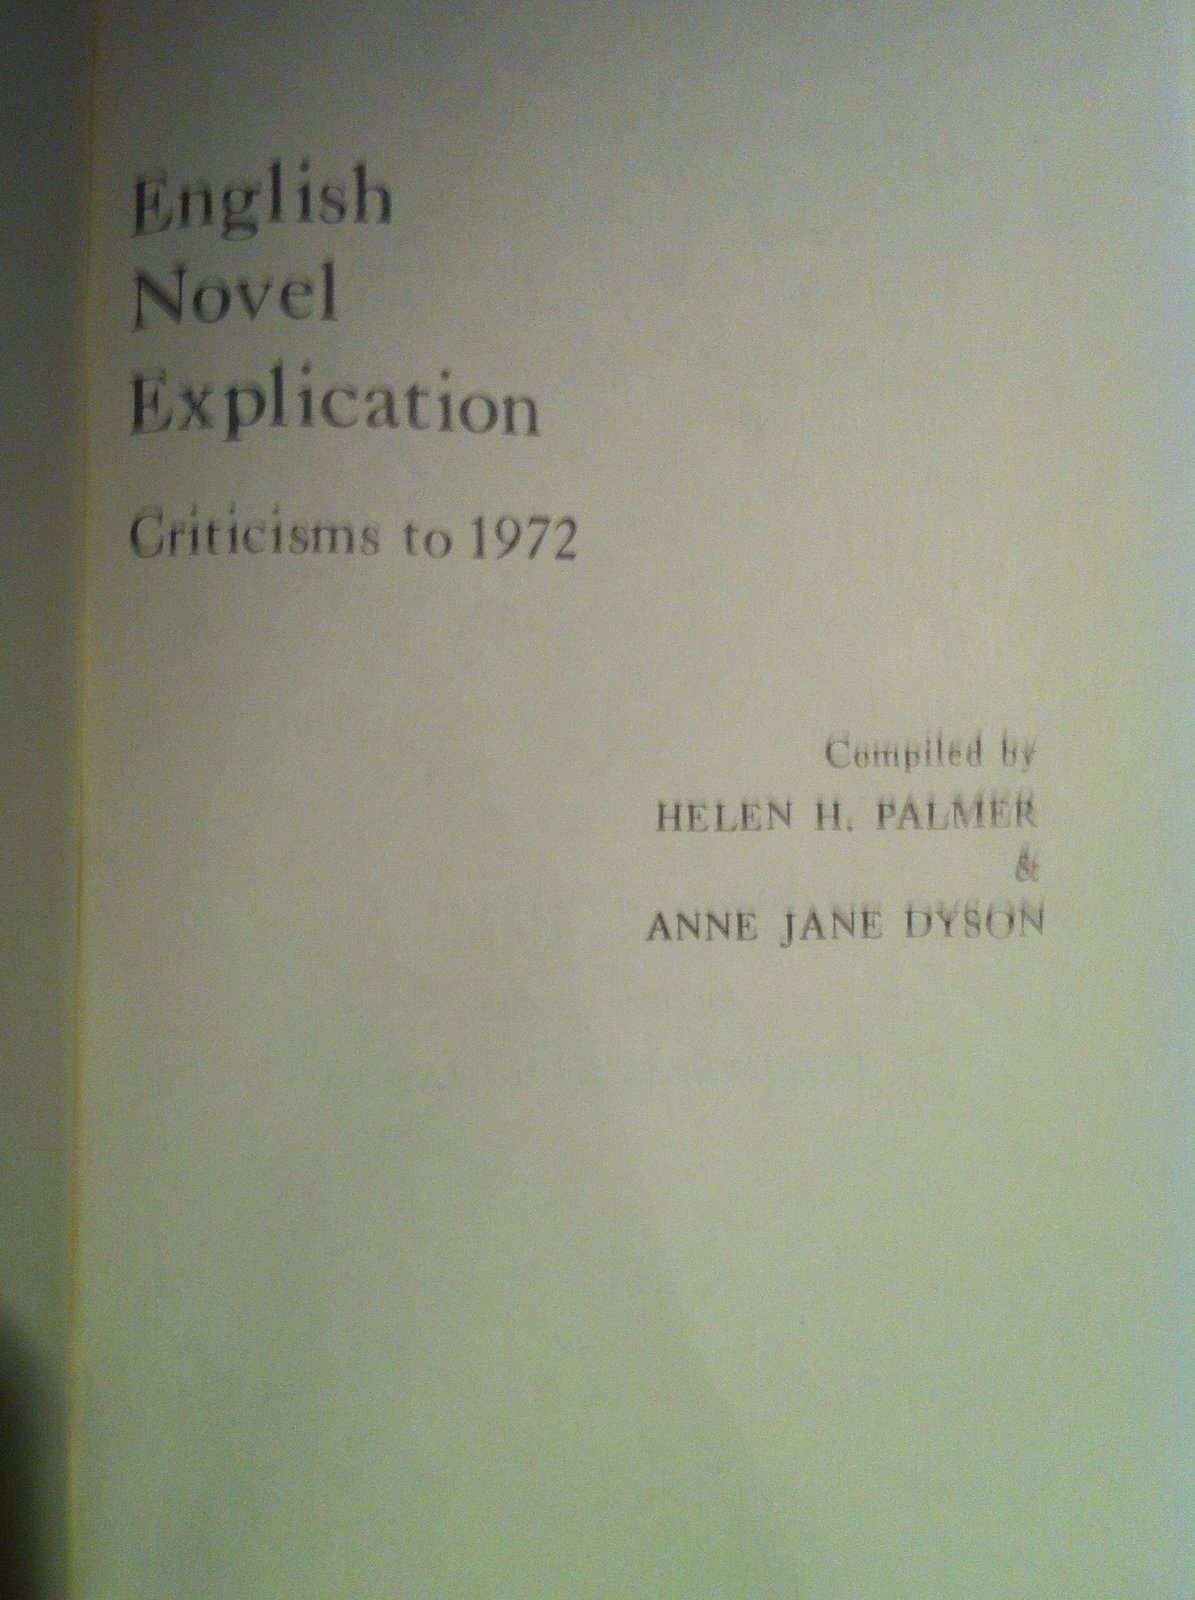 English
Novel
Explication
Criticisms to 1972
Compiled by
HELEN H. PALMER
&
ANNE JANE DYSON